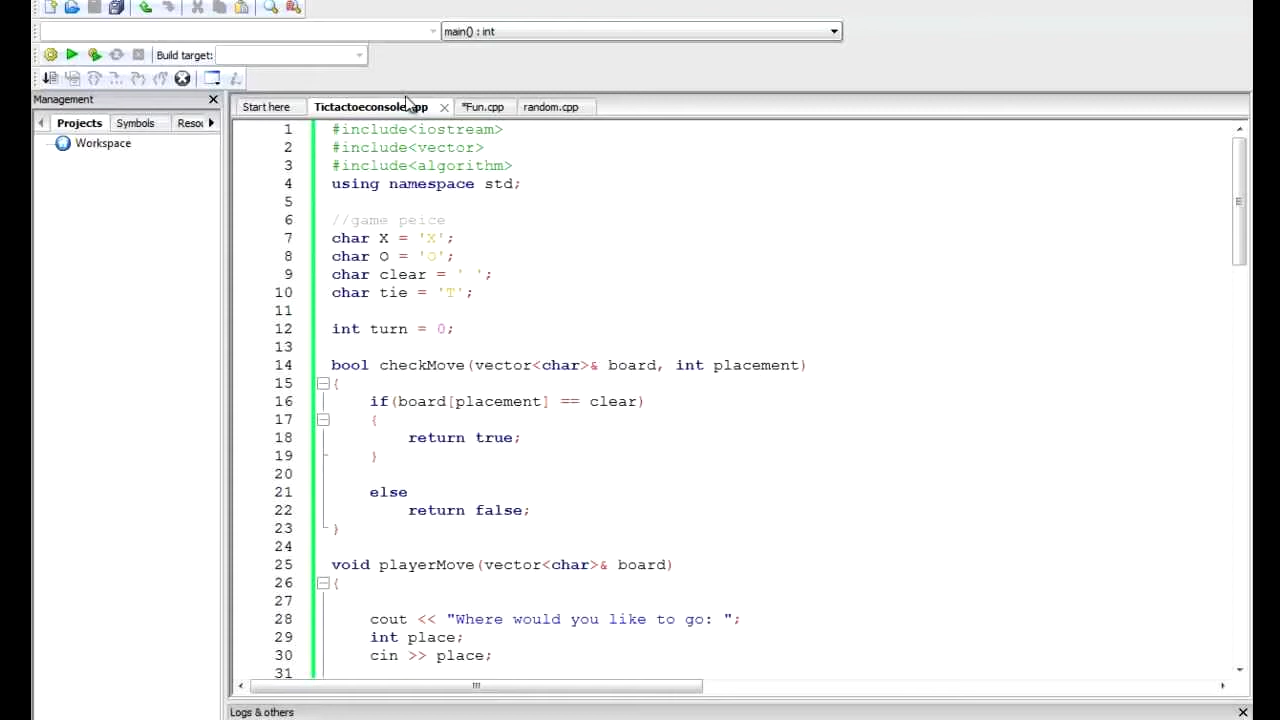 main() : int
Build target:
Management
Start here
Tictactoeconsole.cpp
*Fun.cpp
random.cpp
Projects
Symbols
Resou
Workspace
1 #include<iostream>
2 #include<vector>
3 #include<algorithm>
4 using namespace std;
5
6 //game peice
7 char X = 'X';
8 char O = 'O';
9 char clear = ' ';
10 char tie = 'T';
11
12 int turn = 0;
13
14 bool checkMove(vector<char>& board, int placement)
15 {
16 if(board[placement] == clear)
17 {
18 return true;
19 }
20
21 else
22 return false;
23 }
24
25 void playerMove(vector<char>& board)
26 {
27
28 cout << "Where would you like to go: ";
29 int place;
30 cin >> place;
31
Logs & others